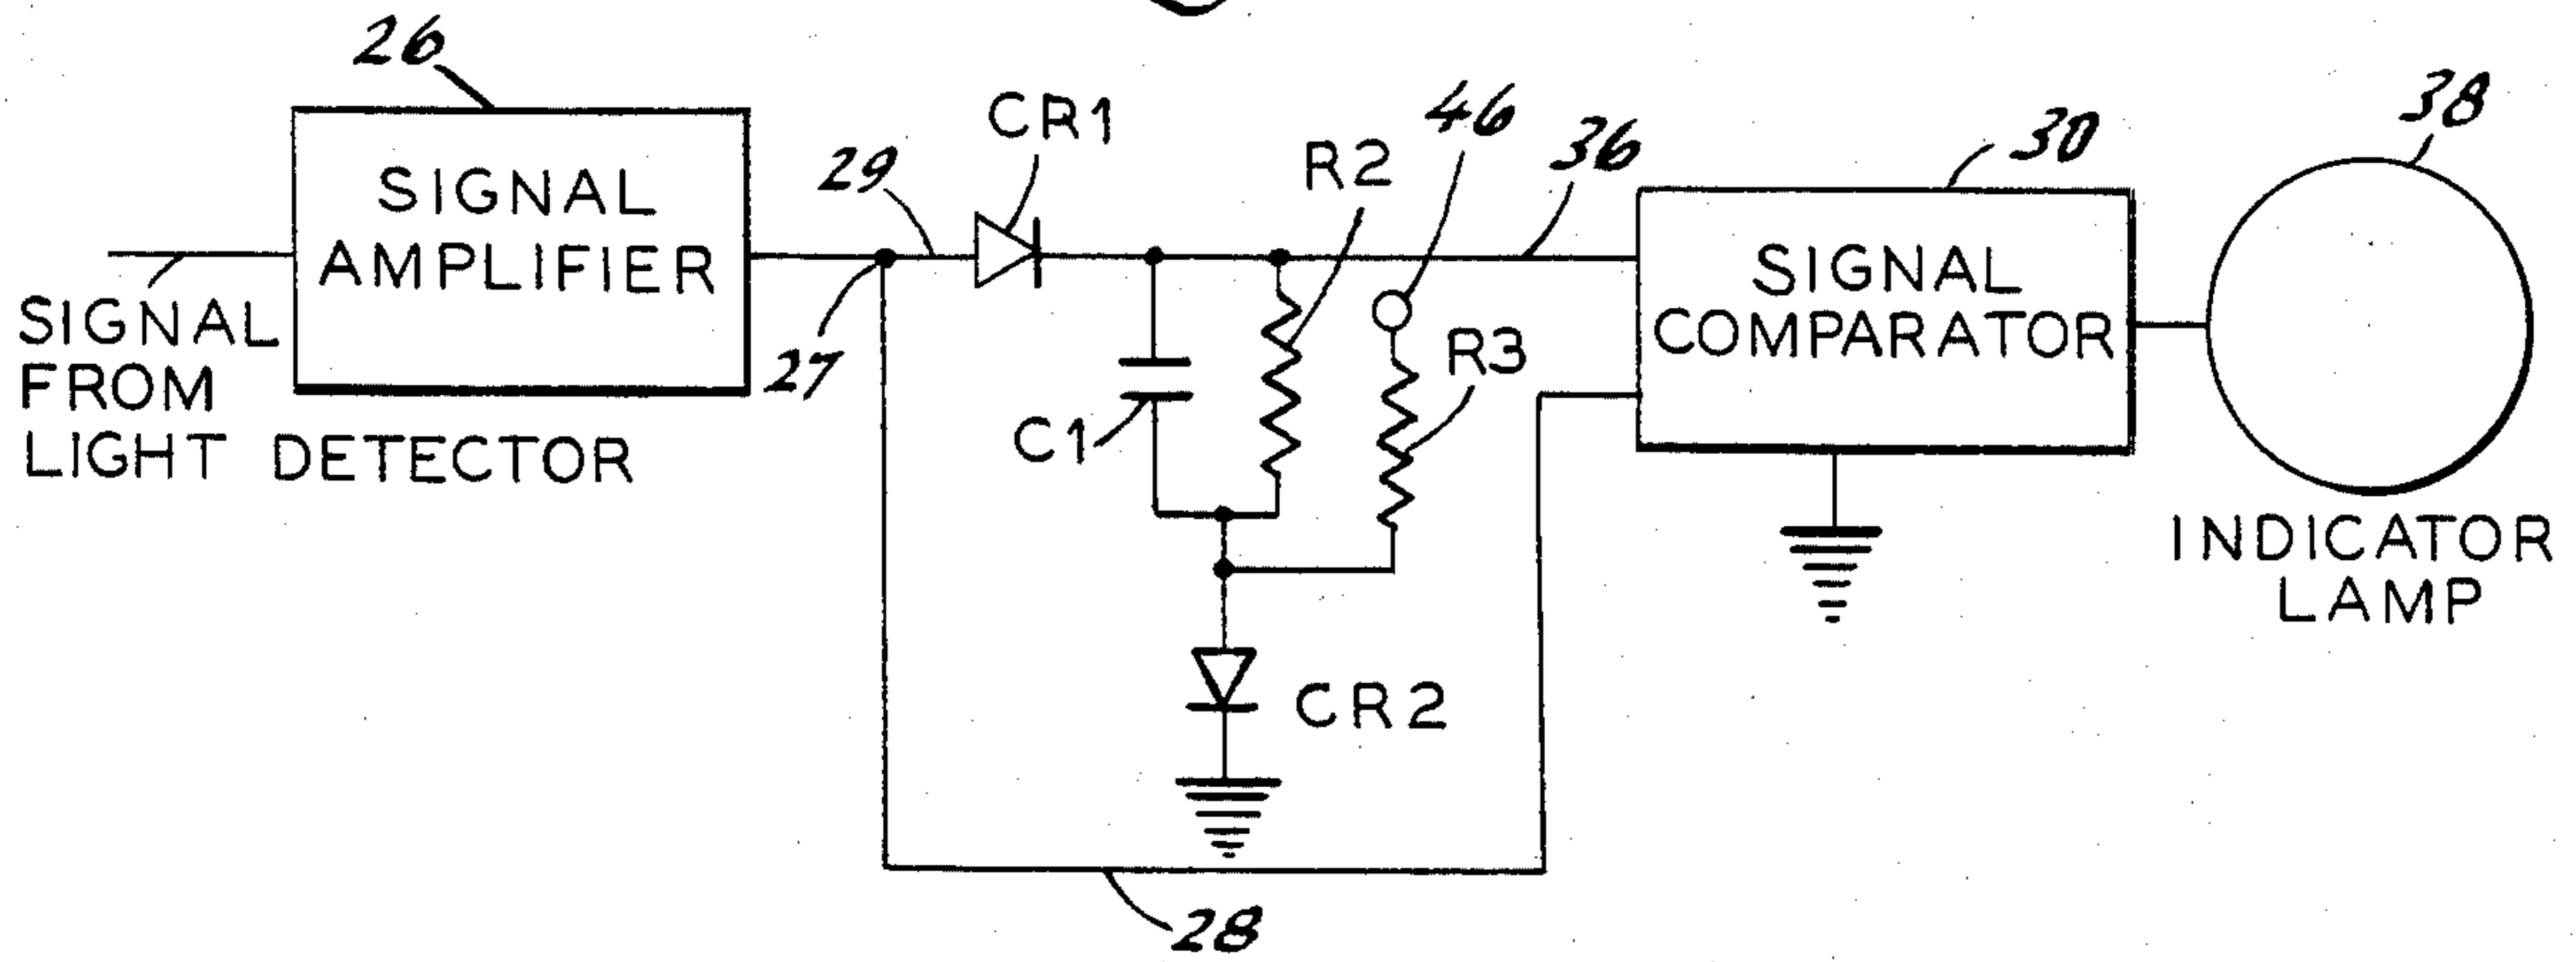 26
CR1
46
36
30
38
29
R2
SIGNAL
AMPLIFIER
SIGNAL
COMPARATOR
SIGNAL
FROM
LIGHT DETECTOR
27
R3
C1
INDICATOR
LAMP
CR2
28